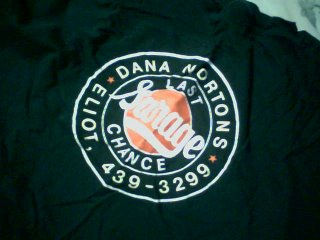 DANA NORTONS
LAST
Garage
CHANCE
ELIOT,
439-3299